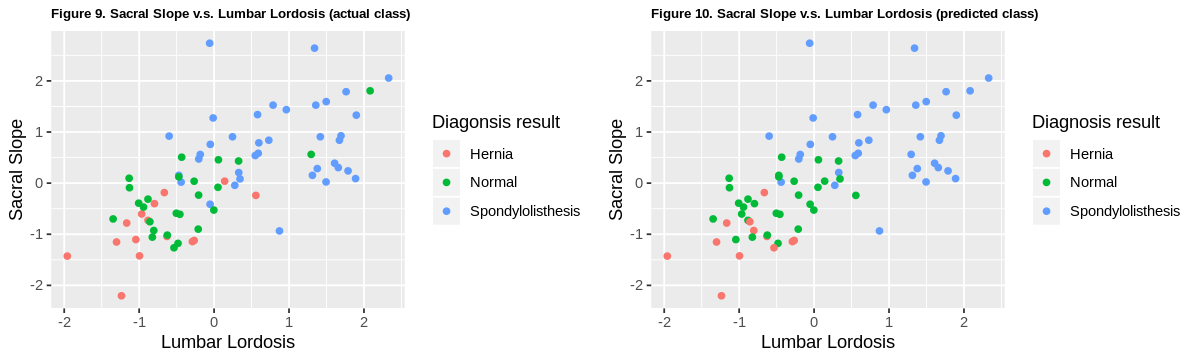 Figure 9. Sacral Slope v.s. Lumbar Lordosis (actual class)
Sacral Slope
2
1
0
-1
-2
-2
-1
0
1
2
Lumbar Lordosis
Diagonsis result
Hernia
Normal
Spondylolisthesis
Figure 10. Sacral Slope v.s. Lumbar Lordosis (predicted class)
Sacral Slope
2
1
0
-1
-2
-2
-1
0
1
2
Lumbar Lordosis
Diagnosis result
Hernia
Normal
Spondylolisthesis